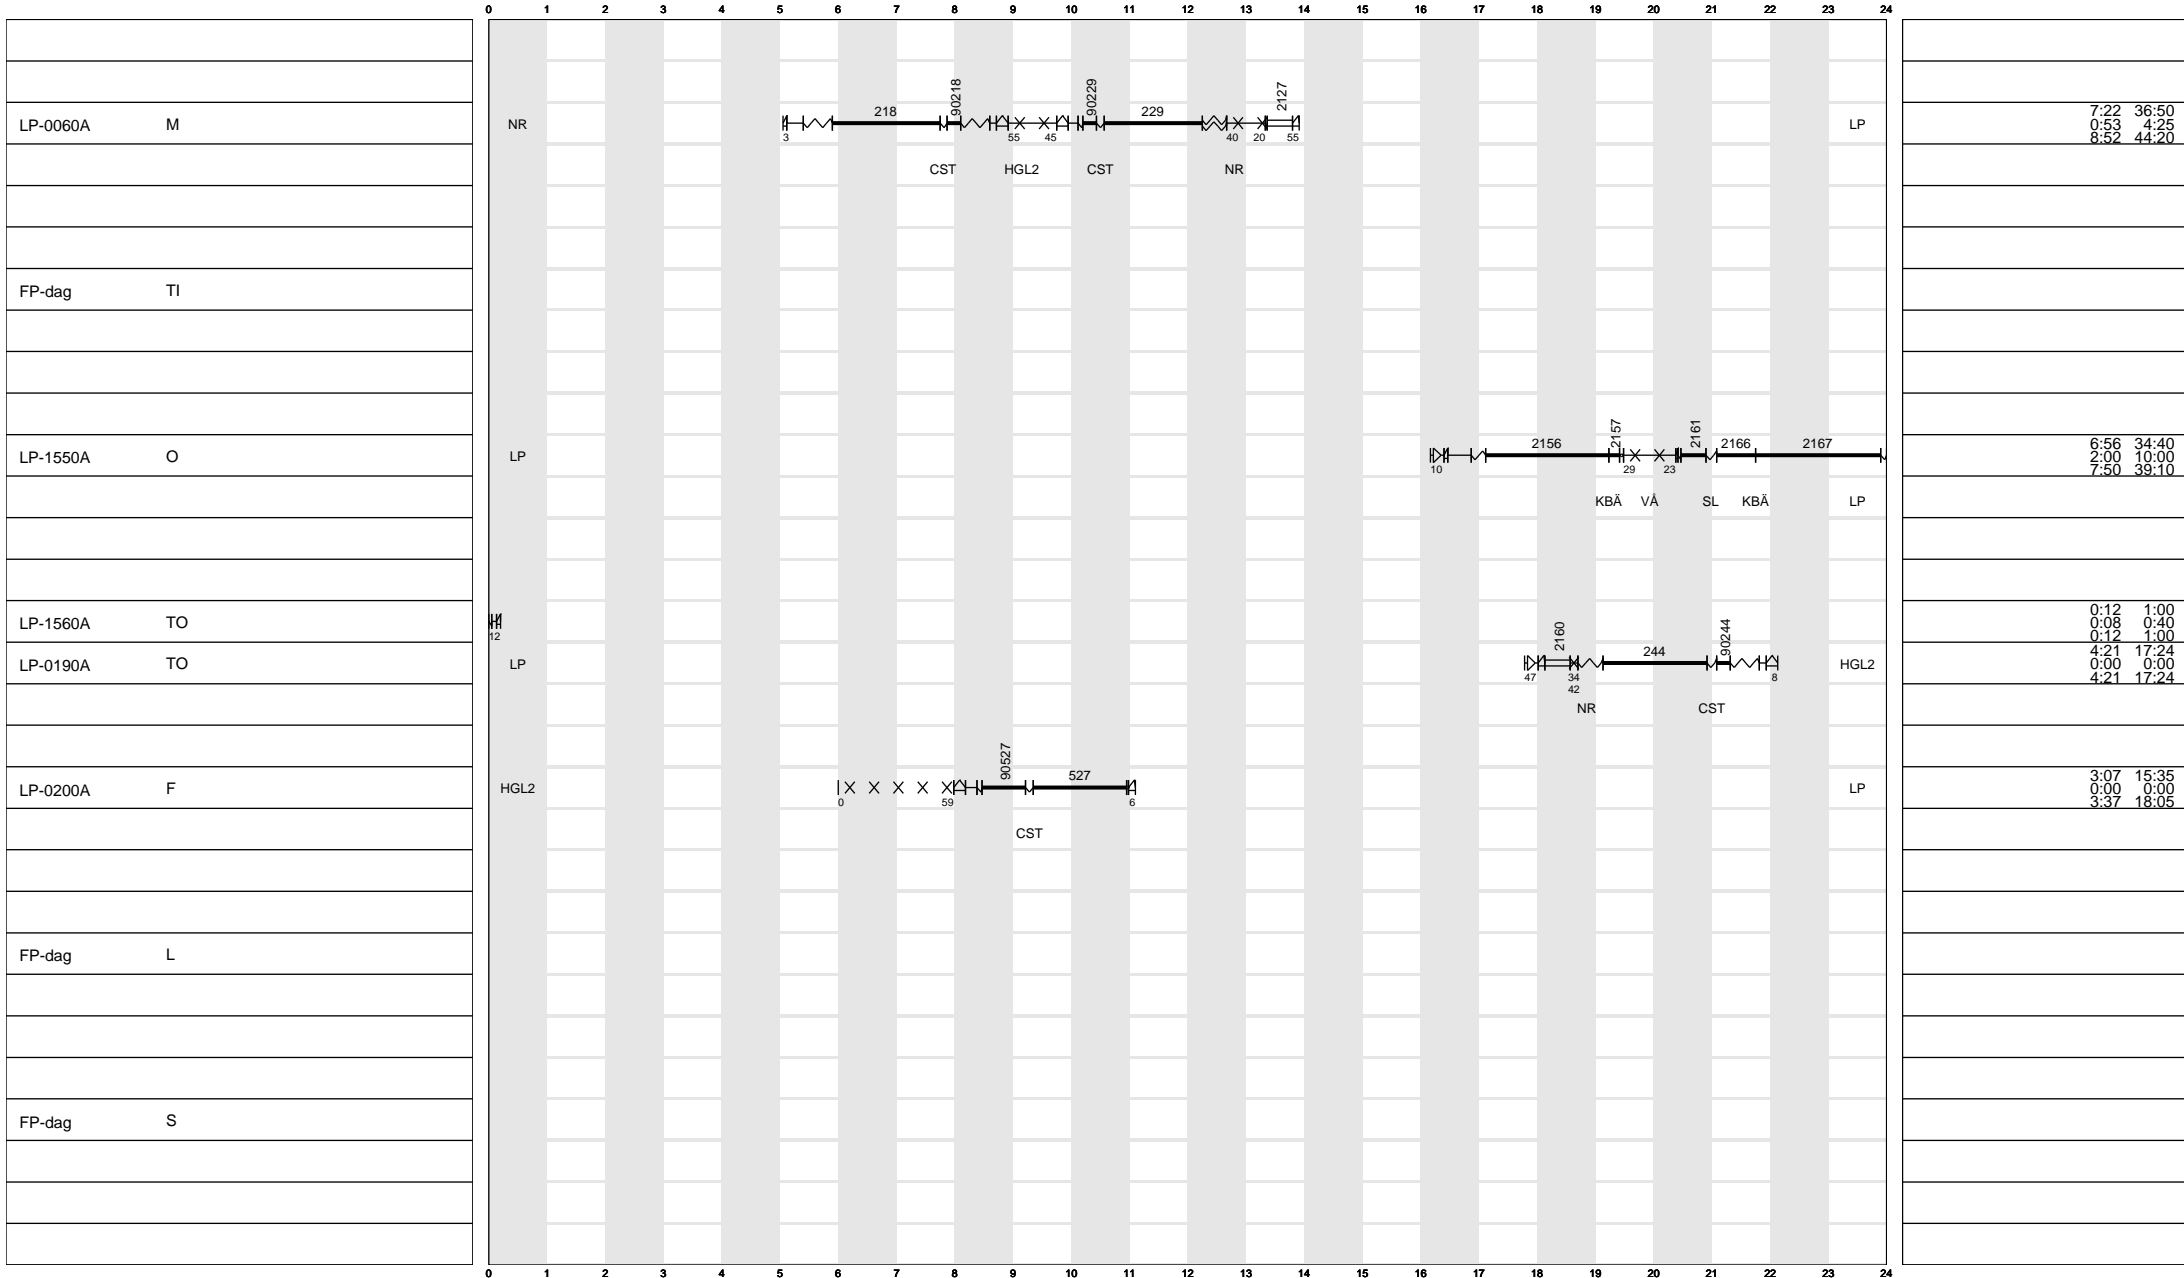 0 1 2 3 4 5 6 7 8 9 10 11 12 13 14 15 16 17 18 19 20 21 22 23 24
90218 90229 2127
218 229
LP-0060A M NR LP 7:22 36:50
0:53 4:25
3 55 45 40 20 55 8:52 44:20
CST HGL2 CST NR
FP-dag TI
2157 2161
2156 2166 2167
LP-1550A O LP 6:56 34:40
2:00 10:00
10 29 23 7:50 39:10
KBÄ VÅ SL KBÄ LP
LP-1560A TO 0:12 1:00
0:08 0:40
12 0:12 1:00
2160 90244
244
LP-0190A TO LP HGL2 4:21 17:24
0:00 0:00
47 34 8 4:21 17:24
42
NR CST
90527
527
LP-0200A F HGL2 LP 3:07 15:35
0:00 0:00
0 59 6 3:37 18:05
CST
FP-dag L
FP-dag S
0 1 2 3 4 5 6 7 8 9 10 11 12 13 14 15 16 17 18 19 20 21 22 23 24